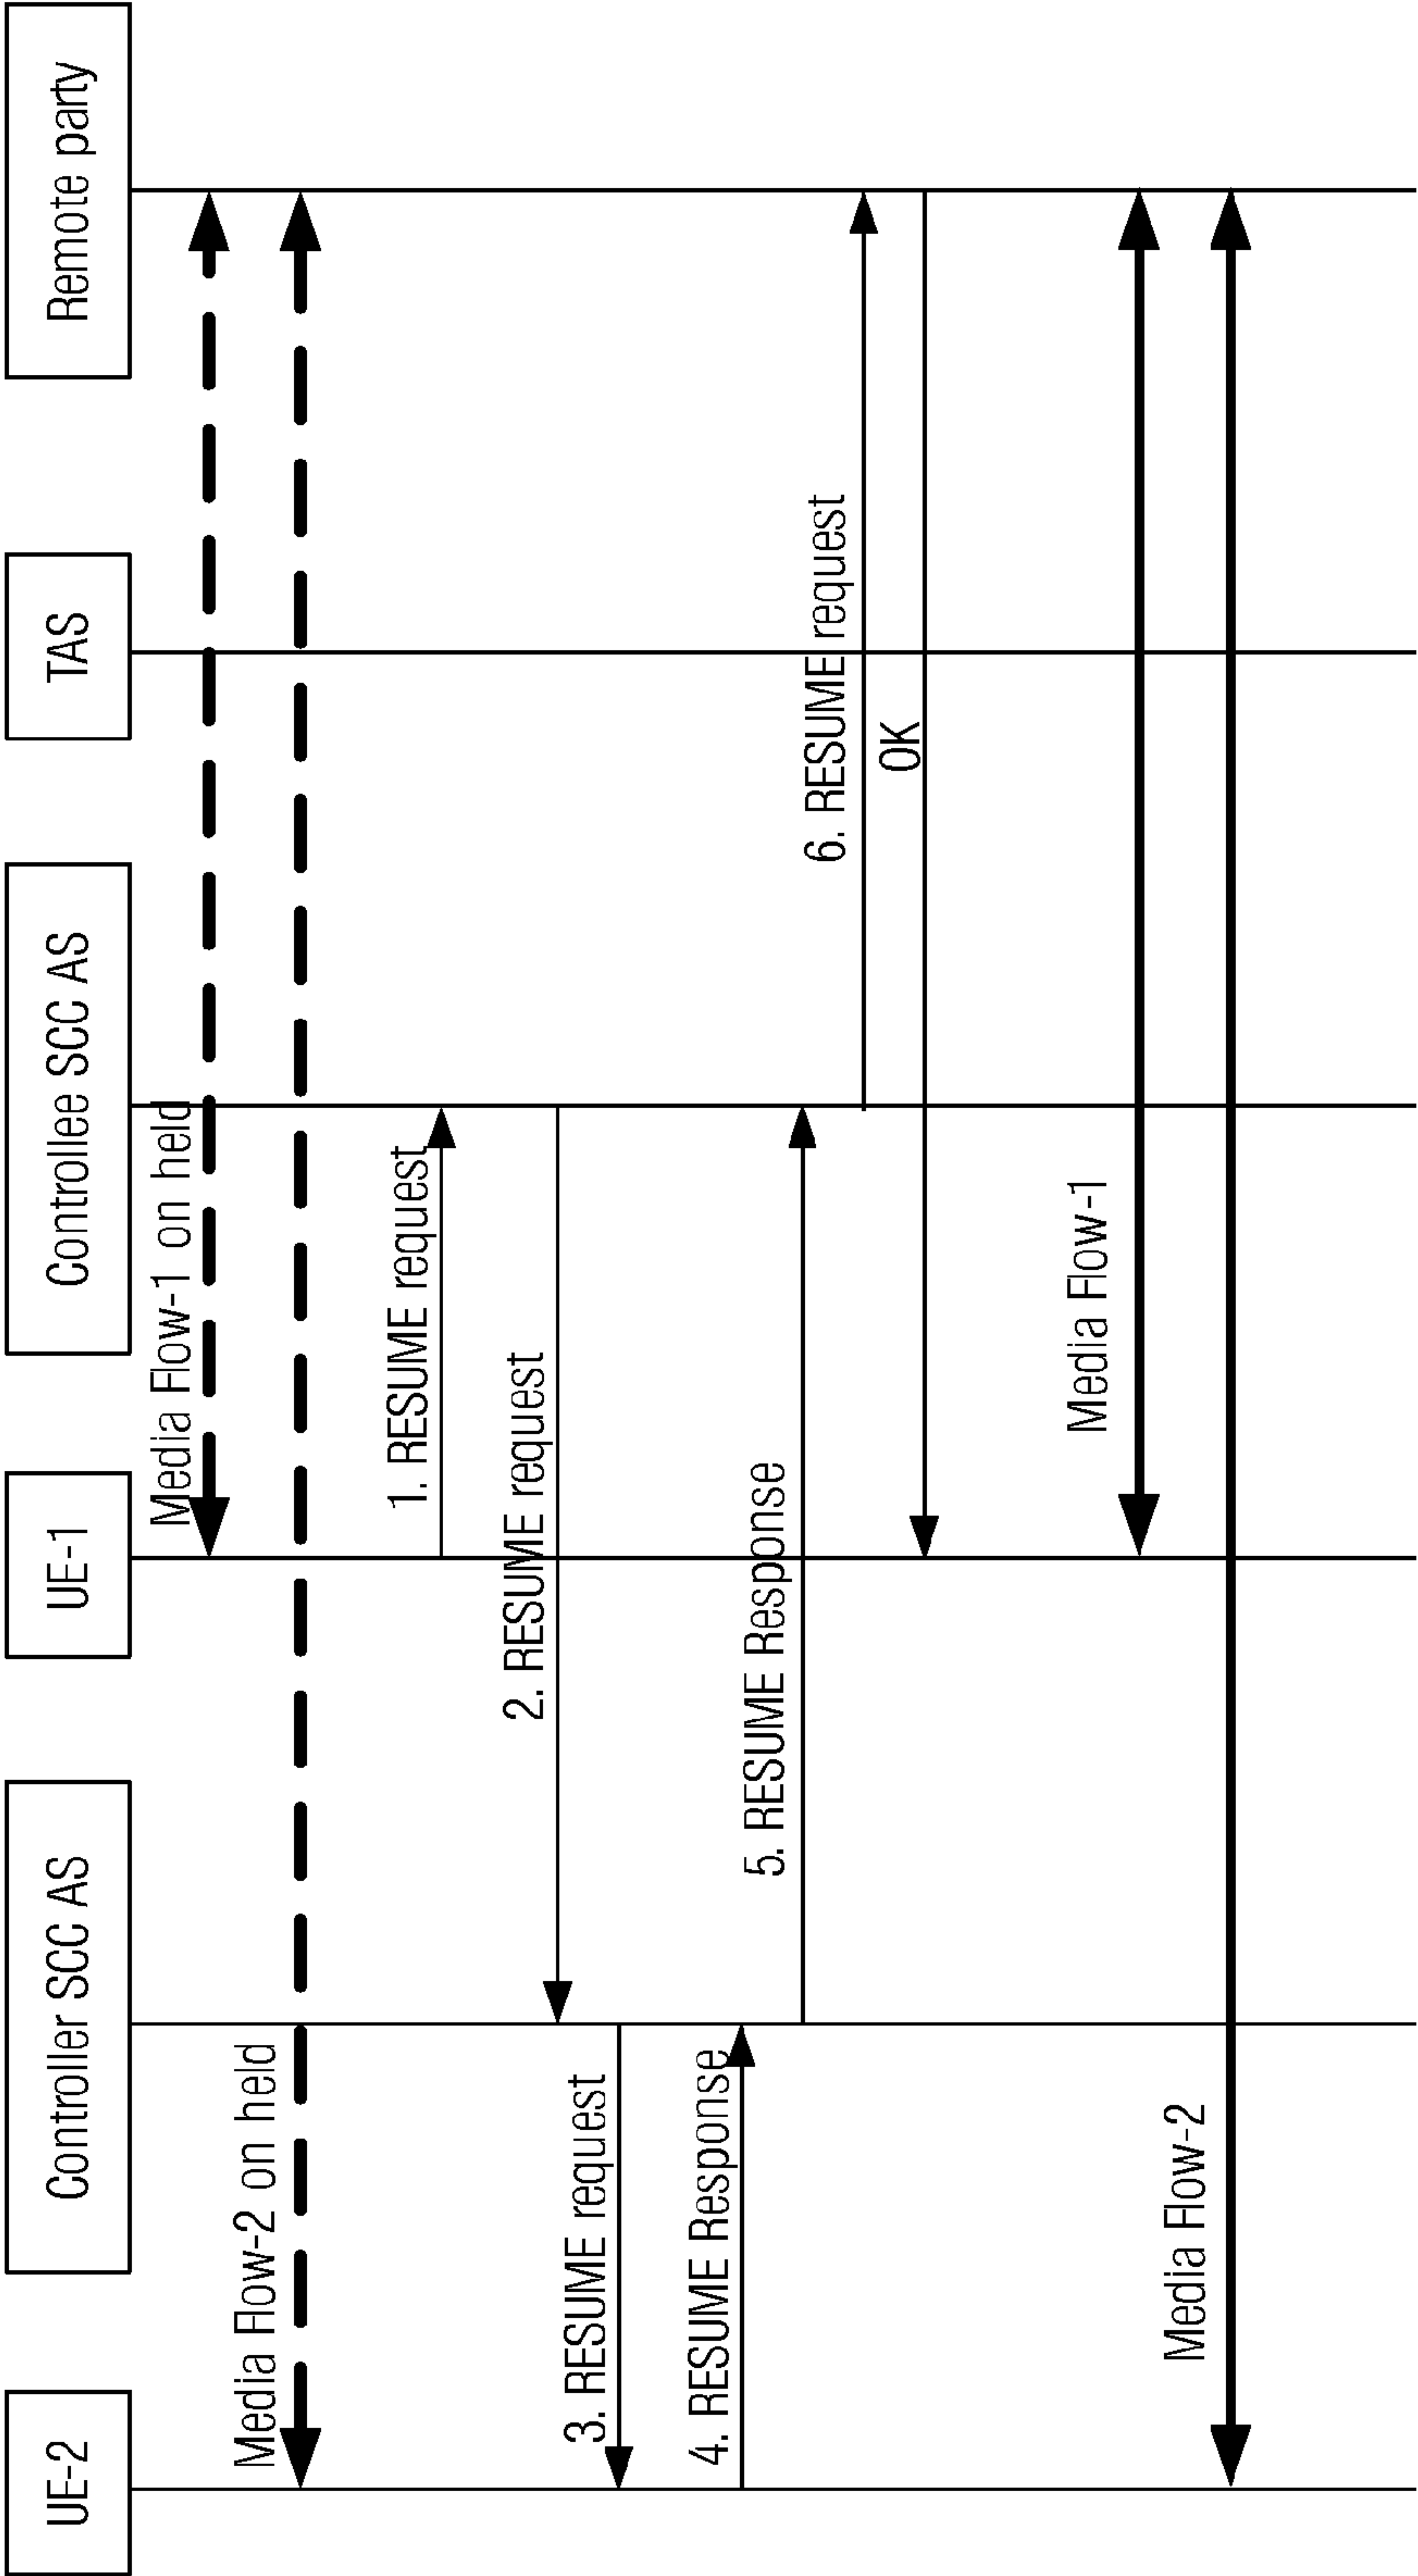 UE-2
Controller SCC AS
UE-1
Controllee SCC AS
TAS
Remote party
Media Flow-1 on held
Media Flow-2 on held
1. RESUME request
2. RESUME request
3. RESUME request
4. RESUME Response
5. RESUME Response
6. RESUME request
OK
Media Flow-1
Media Flow-2